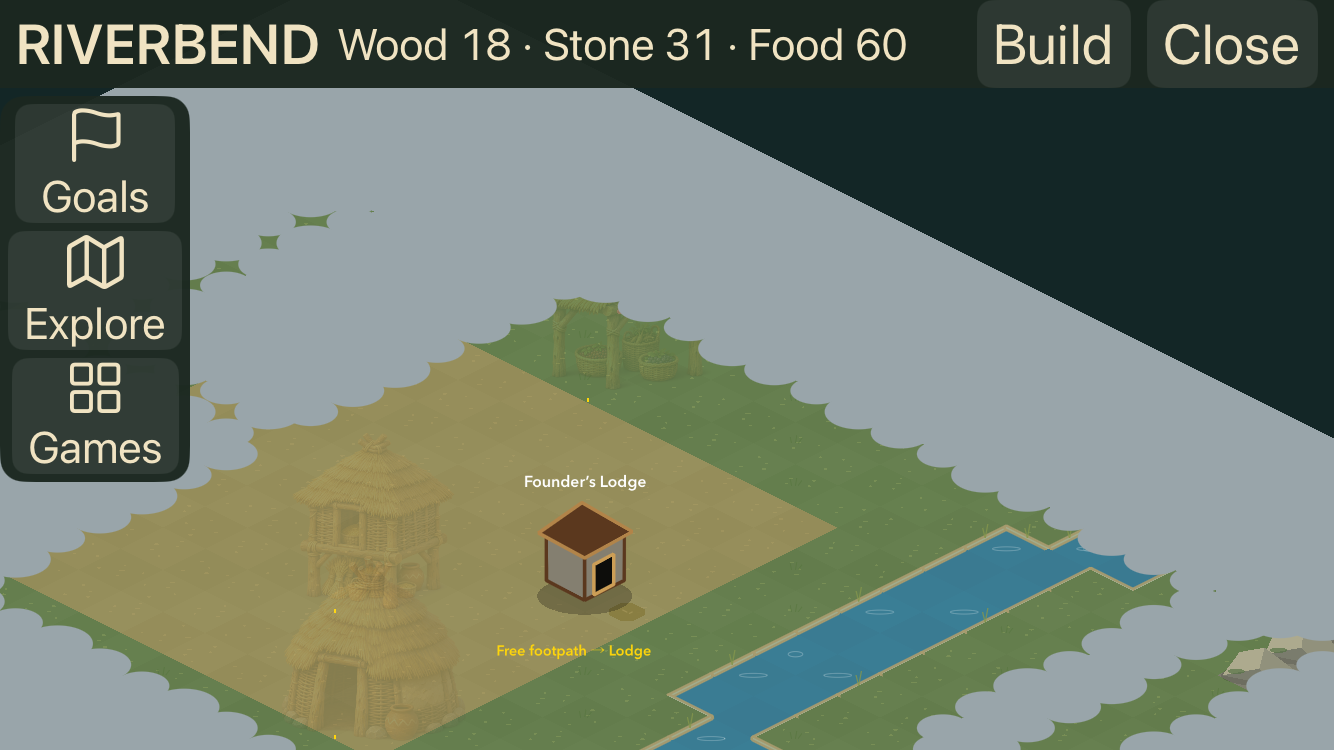 RIVERBEND Wood 18 · Stone 31 · Food 60 Build Close
Goals
Explore
Games
Founder’s Lodge
Free footpath → Lodge